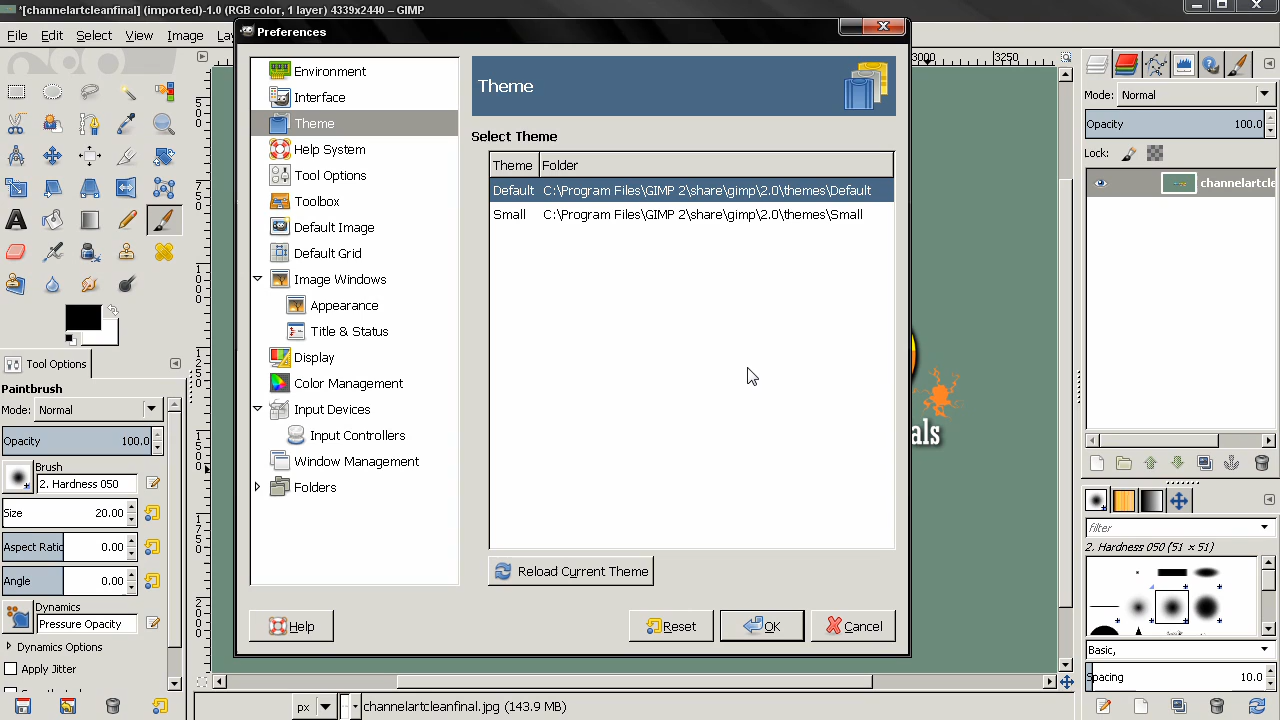 *[channelartcleanfinal] (imported)-1.0 (RGB color, 1 layer) 4339x2440 – GIMP
File Edit Select View Image
Preferences
Environment
Interface
Theme
Help System
Tool Options
Toolbox
Default Image
Default Grid
Image Windows
Appearance
Title & Status
Display
Color Management
Input Devices
Input Controllers
Window Management
Folders
Theme
Select Theme
Theme Folder
Default C:\Program Files\GIMP 2\share\gimp\2.0\themes\Default
Small C:\Program Files\GIMP 2\share\gimp\2.0\themes\Small
Reload Current Theme
Help
Reset
OK
Cancel
3000 3250
Tool Options
Paintbrush
Mode: Normal
Opacity 100.0
Brush
2. Hardness 050
Size 20.00
Aspect Ratio 0.00
Angle 0.00
Dynamics
Pressure Opacity
Dynamics Options
Apply Jitter
px
channelartcleanfinal.jpg (143.9 MB)
als
Mode: Normal
Opacity 100.0
Lock:
channelartcle
filter
2. Hardness 050 (51 × 51)
Basic,
Spacing 10.0